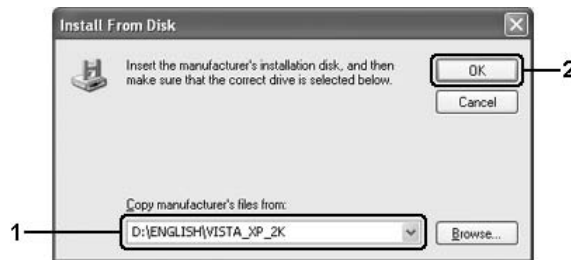 Install From Disk
Insert the manufacturer's installation disk, and then
make sure that the correct drive is selected below.
OK
2
Cancel
Copy manufacturer's files from:
1
D:\ENGLISH\VISTA_XP_2K
Browse...